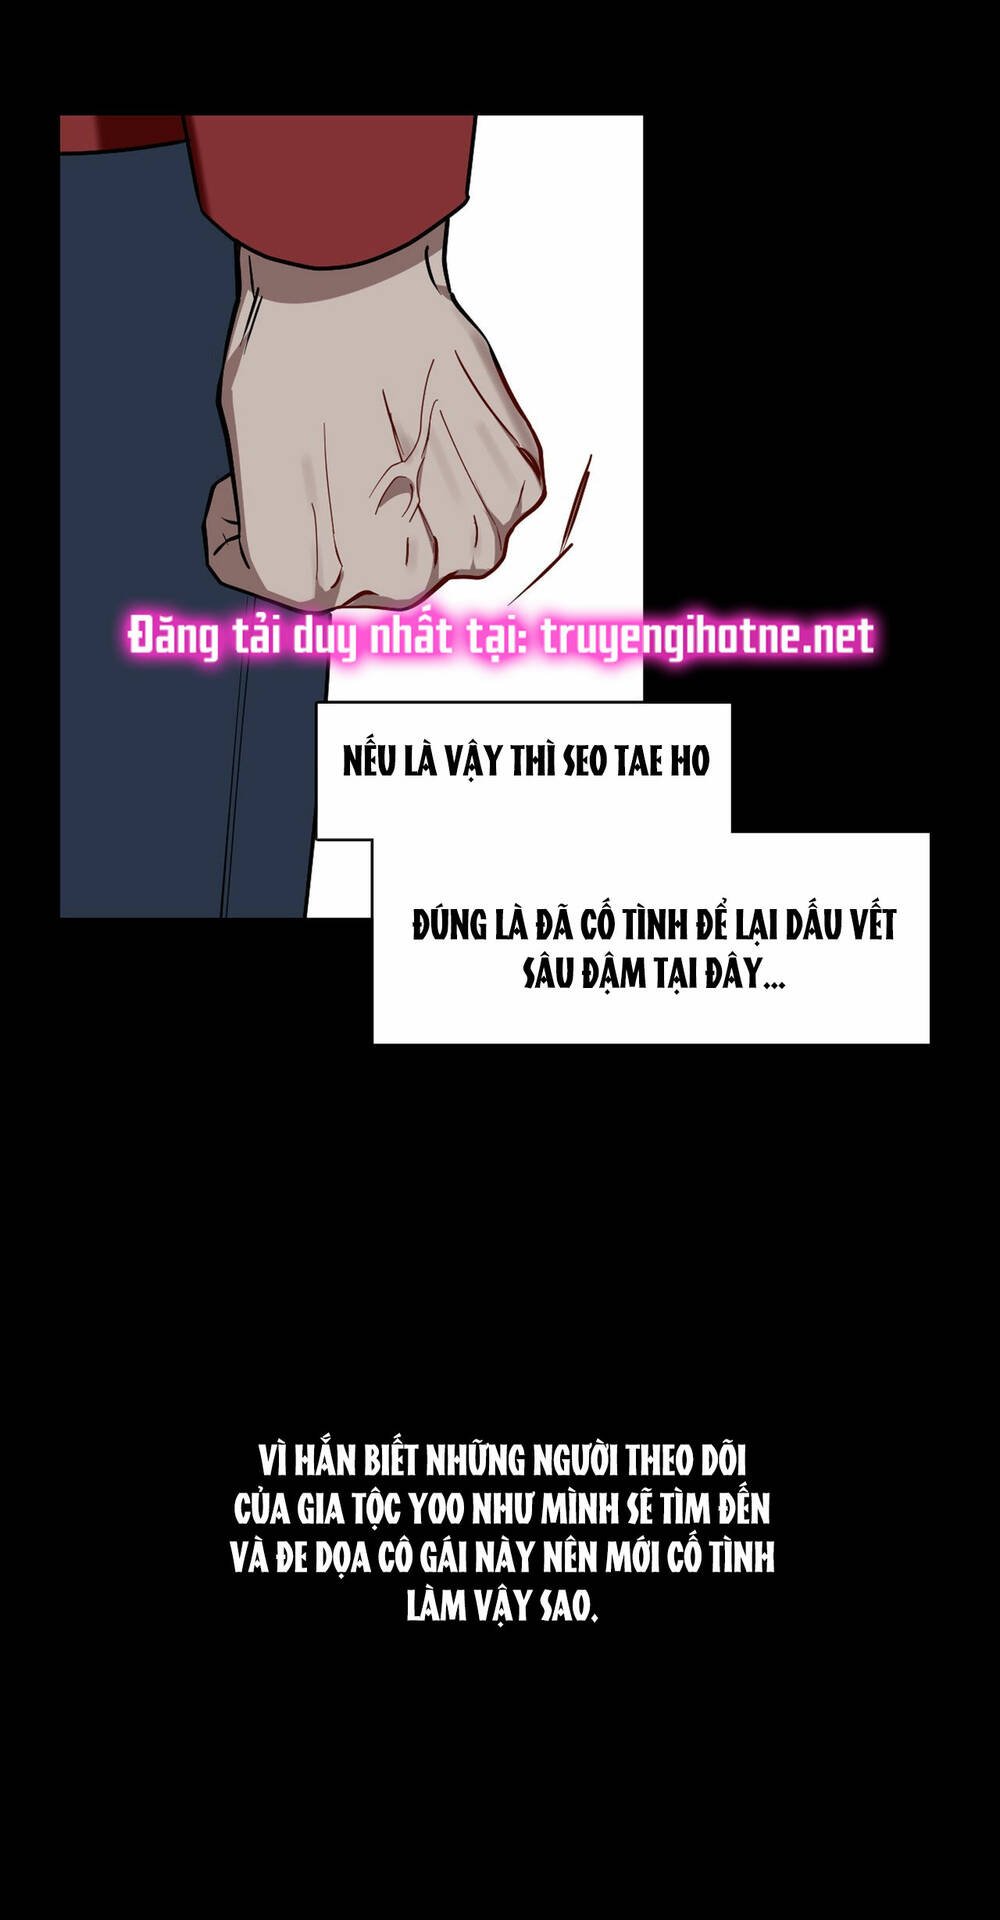 Đăng tải duy nhất tại: truyengihotne.net
NẾU LÀ VẬY THÌ SEO TAE HO
ĐÚNG LÀ ĐÃ CỐ TÌNH ĐỂ LẠI DẤU VẾT
SÂU ĐẬM TẠI ĐÂY...
VÌ HẮN BIẾT NHỮNG NGƯỜI THEO DÕI
CỦA GIA TỘC YOO NHƯ MÌNH SẼ TÌM ĐẾN
VÀ ĐE DỌA CÔ GÁI NÀY NÊN MỚI CỐ TÌNH
LÀM VẬY SAO.